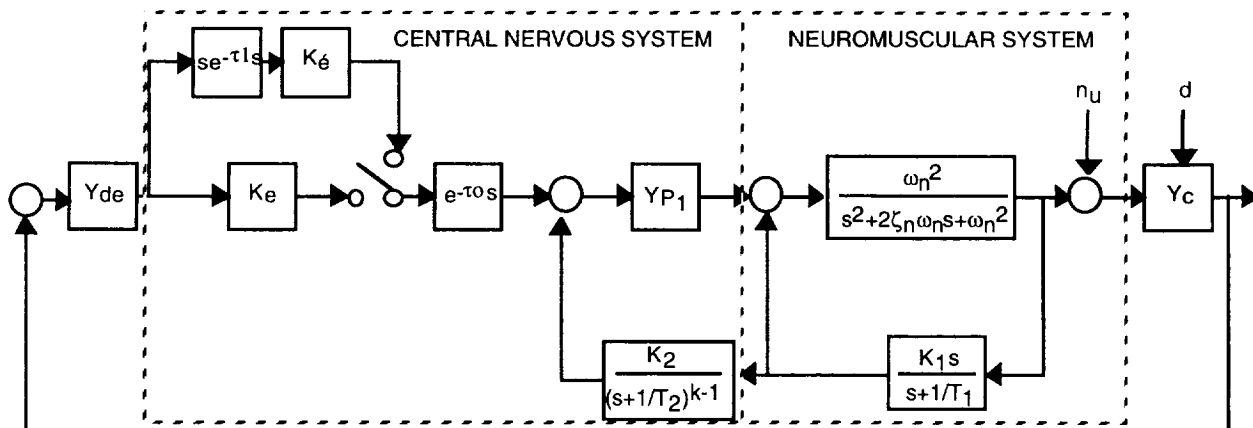 CENTRAL NERVOUS SYSTEM
NEUROMUSCULAR SYSTEM
se-τ1s
Ké
nu
d
Yde
Ke
e-τos
YP1
ωn2
s2+2ζnωns+ωn2
Yc
K2
(s+1/T2)k-1
K1s
s+1/T1